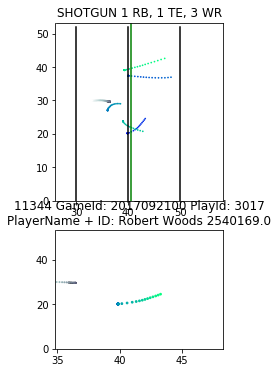 SHOTGUN 1 RB, 1 TE, 3 WR
50
40
30
20
10
0
30 40 50
11344 GameId: 2017092100 PlayId: 3017
PlayerName + ID: Robert Woods 2540169.0
40
20
0
35 40 45